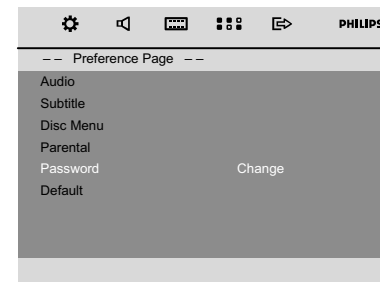 PHILIPS
-- Preference Page --
Audio
Subtitle
Disc Menu
Parental
Password Change
Default